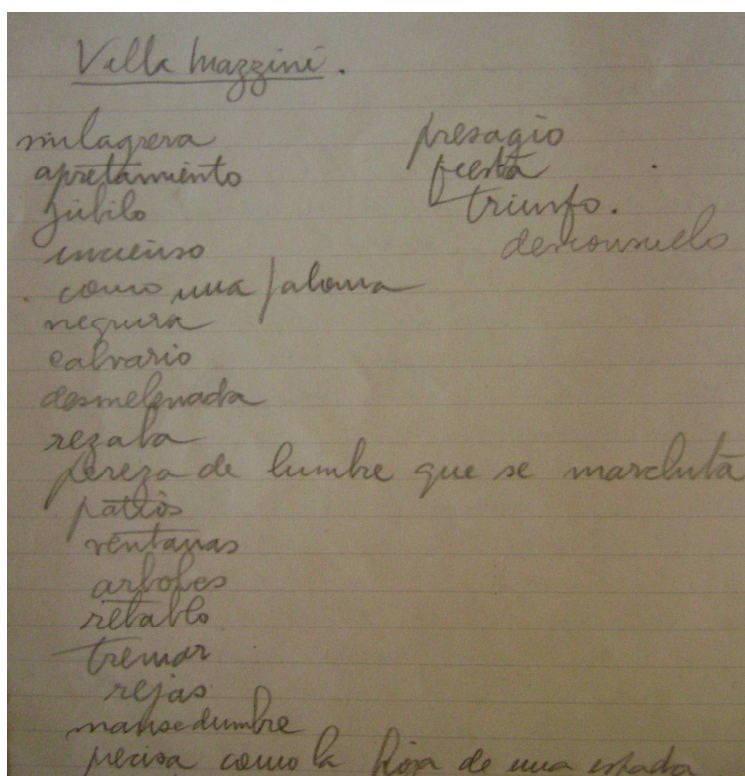 Villa Mazzini.
milagrera
apretamiento
júbilo
incienso
como una paloma
negrura
calvario
desmelenada
rezaba
pereza de lumbre que se marchita
patios
ventanas
arboles
retablo
tremar
rejas
mansedumbre
precisa como la hoja de una espada
presagio
fiesta
triunfo.
desconsuelo